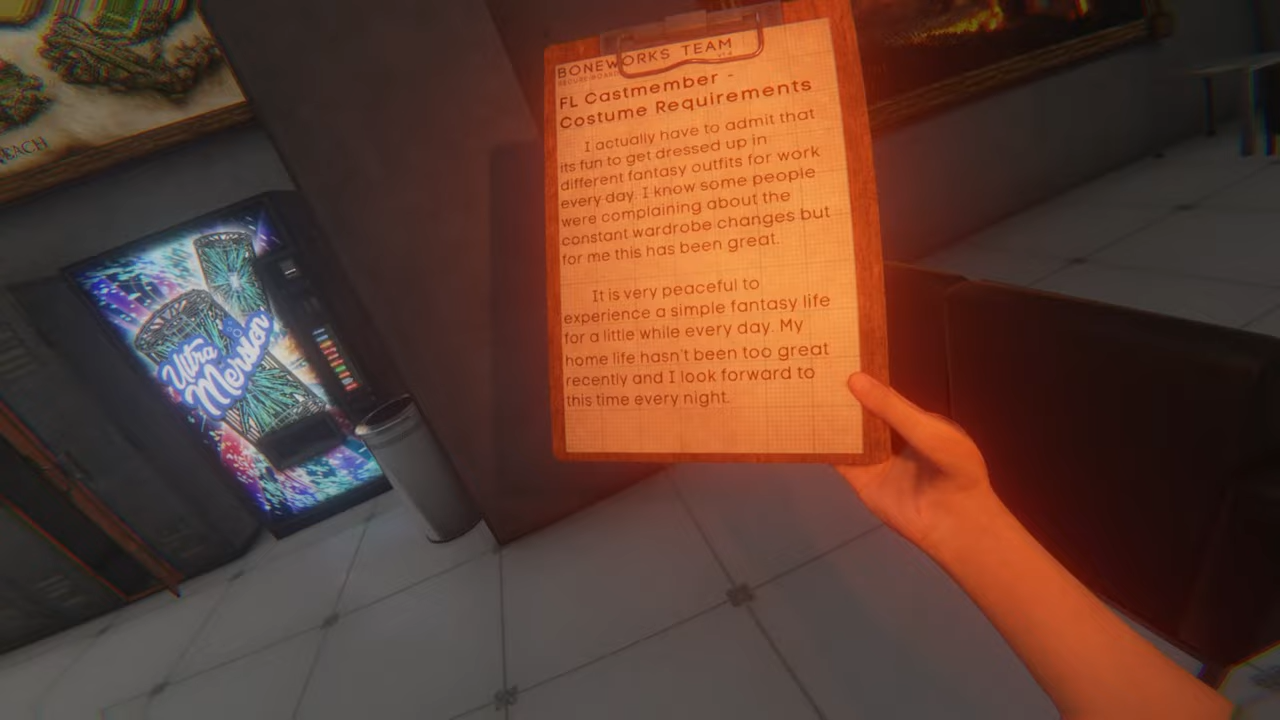 BONEWORKS TEAM
FL Castmember -
Costume Requirements
I actually have to admit that
its fun to get dressed up in
different fantasy outfits for work
every day. I know some people
were complaining about the
constant wardrobe changes but
for me this has been great.
It is very peaceful to
experience a simple fantasy life
for a little while every day. My
home life hasn't been too great
recently and I look forward to
this time every night.
Ultra
Mersion